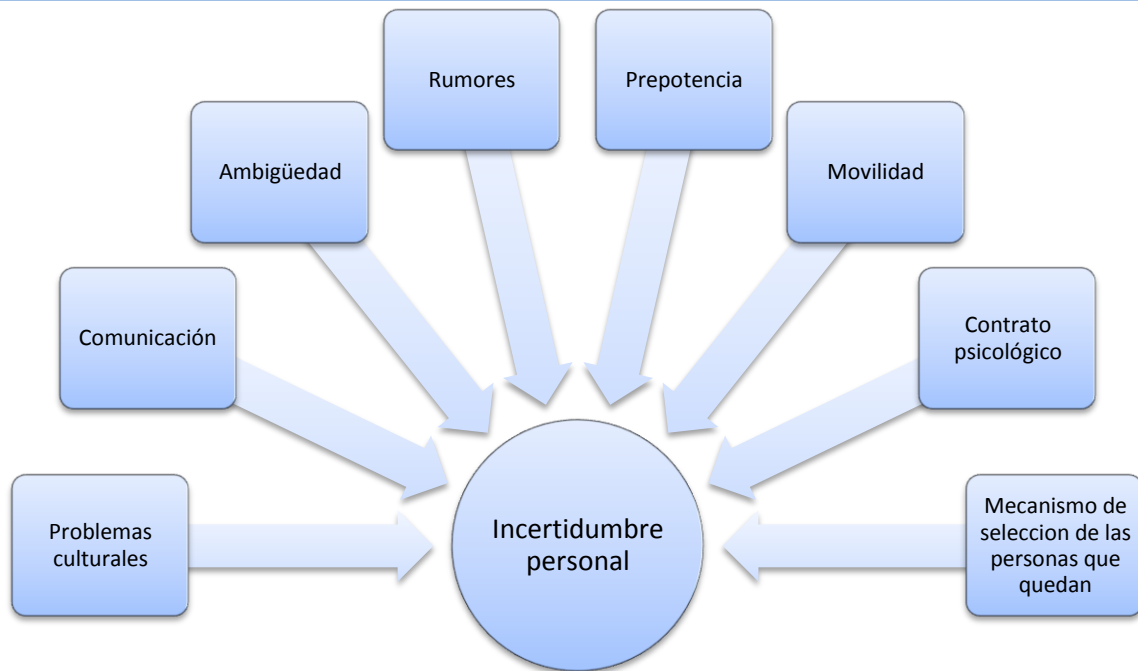 Rumores
Prepotencia
Ambigüedad
Movilidad
Comunicación
Contrato
psicológico
Problemas
culturales
Incertidumbre
personal
Mecanismo de
seleccion de las
personas que
quedan